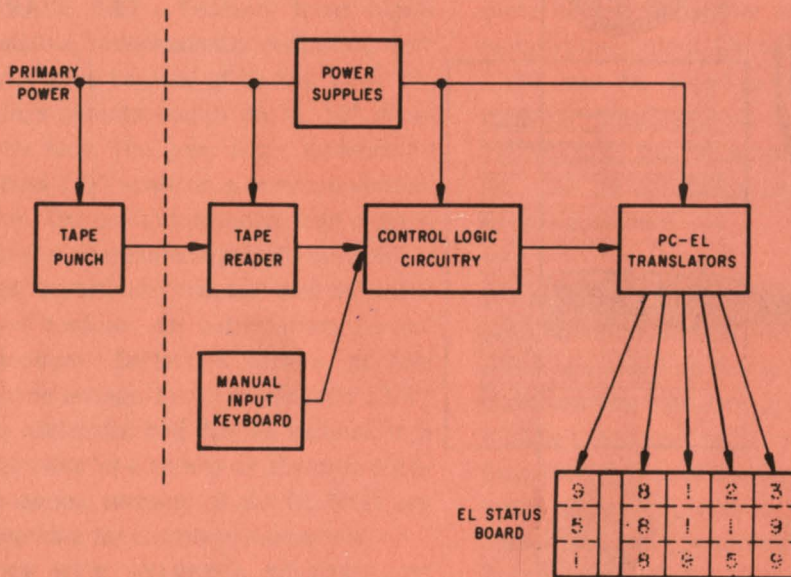 PRIMARY
POWER
POWER
SUPPLIES
TAPE
PUNCH
TAPE
READER
CONTROL LOGIC
CIRCUITRY
PC-EL
TRANSLATORS
MANUAL
INPUT
KEYBOARD
EL STATUS
BOARD
9 8 1 2 3
5 8 1 1 9
1 8 9 5 9